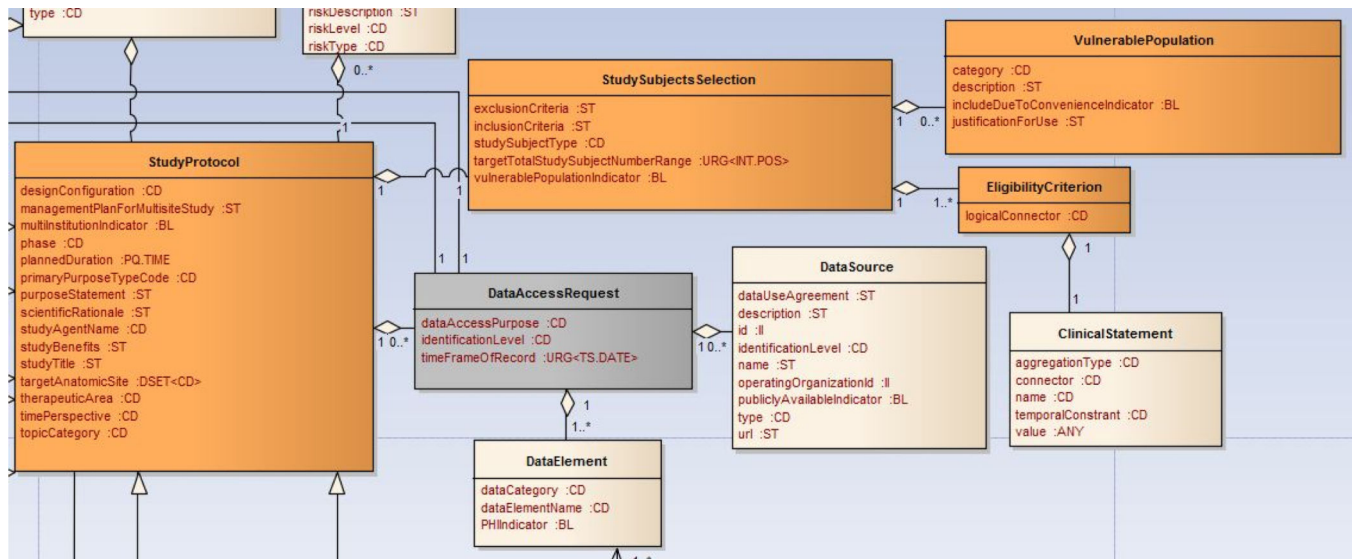 type :CD
riskDescription :ST
riskLevel :CD
riskType :CD
0..*
1
StudyProtocol
designConfiguration :CD
managementPlanForMultisiteStudy :ST
multiInstitutionIndicator :BL
phase :CD
plannedDuration :PQ.TIME
primaryPurposeTypeCode :CD
purposeStatement :ST
scientificRationale :ST
studyAgentName :CD
studyBenefits :ST
studyTitle :ST
targetAnatomicSite :DSET<CD>
therapeuticArea :CD
timePerspective :CD
topicCategory :CD
1
1
StudySubjectsSelection
exclusionCriteria :ST
inclusionCriteria :ST
studySubjectType :CD
targetTotalStudySubjectNumberRange :URG<INT.POS>
vulnerablePopulationIndicator :BL
1 0..*
VulnerablePopulation
category :CD
description :ST
includeDueToConvenienceIndicator :BL
justificationForUse :ST
1 1..*
EligibilityCriterion
logicalConnector :CD
1
1
ClinicalStatement
aggregationType :CD
connector :CD
name :CD
temporalConstrant :CD
value :ANY
1 1
1 0..*
DataAccessRequest
dataAccessPurpose :CD
identificationLevel :CD
timeFrameOfRecord :URG<TS.DATE>
1 0..*
DataSource
dataUseAgreement :ST
description :ST
id :II
identificationLevel :CD
name :ST
operatingOrganizationId :II
publiclyAvailableIndicator :BL
type :CD
url :ST
1
1..*
DataElement
dataCategory :CD
dataElementName :CD
PHIIndicator :BL